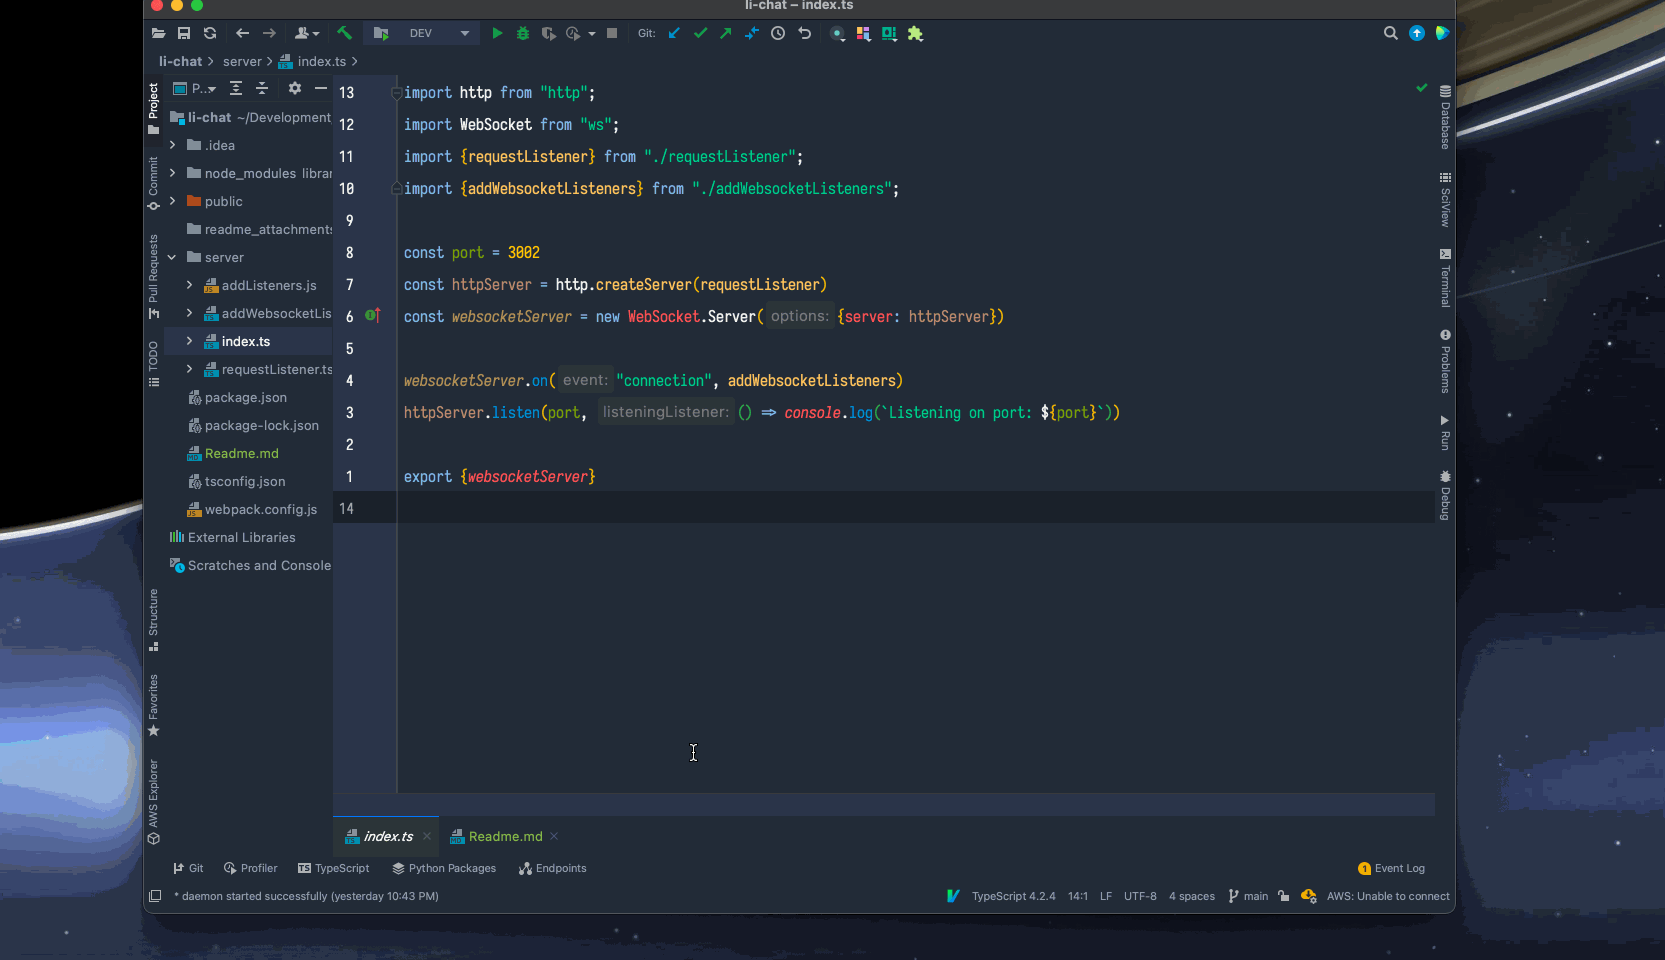 li-chat – index.ts
DEV
Git:
li-chat > server > index.ts >
P..
li-chat ~/Development
.idea
node_modules librar
public
readme_attachments
server
addListeners.js
addWebsocketLis
index.ts
requestListener.ts
package.json
package-lock.json
Readme.md
tsconfig.json
webpack.config.js
External Libraries
Scratches and Console
Project
Commit
Pull Requests
TODO
Structure
Favorites
AWS Explorer
13 import http from "http";
12 import WebSocket from "ws";
11 import {requestListener} from "./requestListener";
10 import {addWebsocketListeners} from "./addWebsocketListeners";
9
8 const port = 3002
7 const httpServer = http.createServer(requestListener)
6 const websocketServer = new WebSocket.Server( options: {server: httpServer})
5
4 websocketServer.on( event: "connection", addWebsocketListeners)
3 httpServer.listen(port, listeningListener: () => console.log(`Listening on port: ${port}`))
2
1 export {websocketServer}
14
Database
SciView
Terminal
Problems
Run
Debug
index.ts × Readme.md ×
Git Profiler TypeScript Python Packages Endpoints 1 Event Log
* daemon started successfully (yesterday 10:43 PM) TypeScript 4.2.4 14:1 LF UTF-8 4 spaces main AWS: Unable to connect